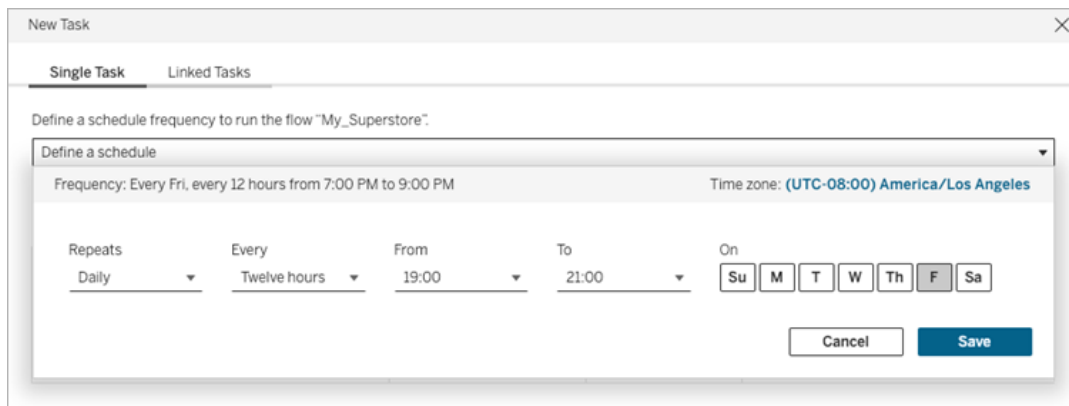 New Task
Single Task Linked Tasks
Define a schedule frequency to run the flow "My_Superstore".
Define a schedule
Frequency: Every Fri, every 12 hours from 7:00 PM to 9:00 PM Time zone: (UTC-08:00) America/Los Angeles
Repeats Every From To On
Daily Twelve hours 19:00 21:00 Su M T W Th F Sa
Cancel Save